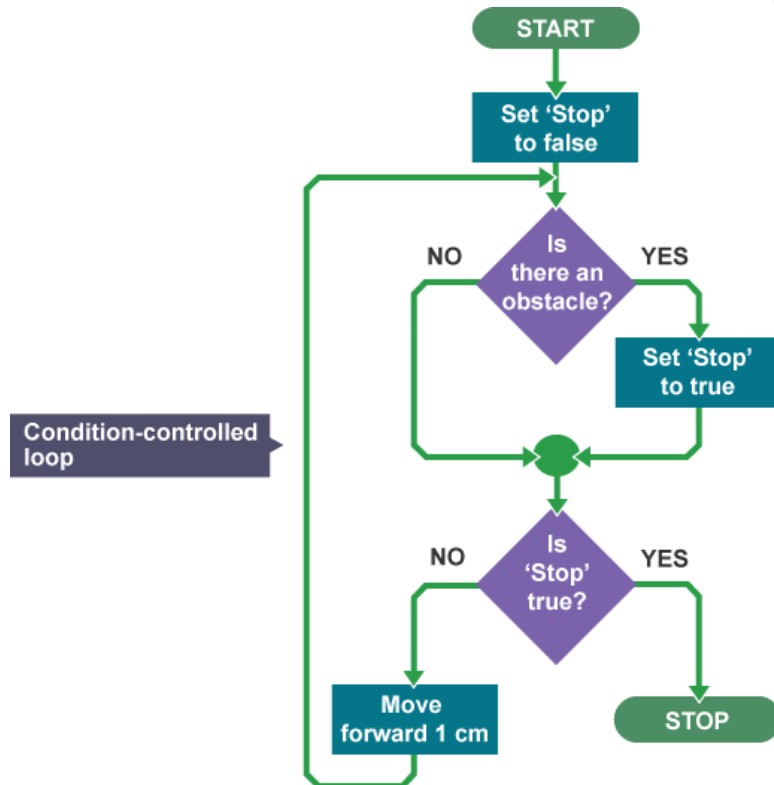 START
Set ‘Stop’
to false
Is
there an
obstacle?
NO
YES
Set ‘Stop’
to true
Condition-controlled
loop
Is
‘Stop’
true?
NO
YES
Move
forward 1 cm
STOP